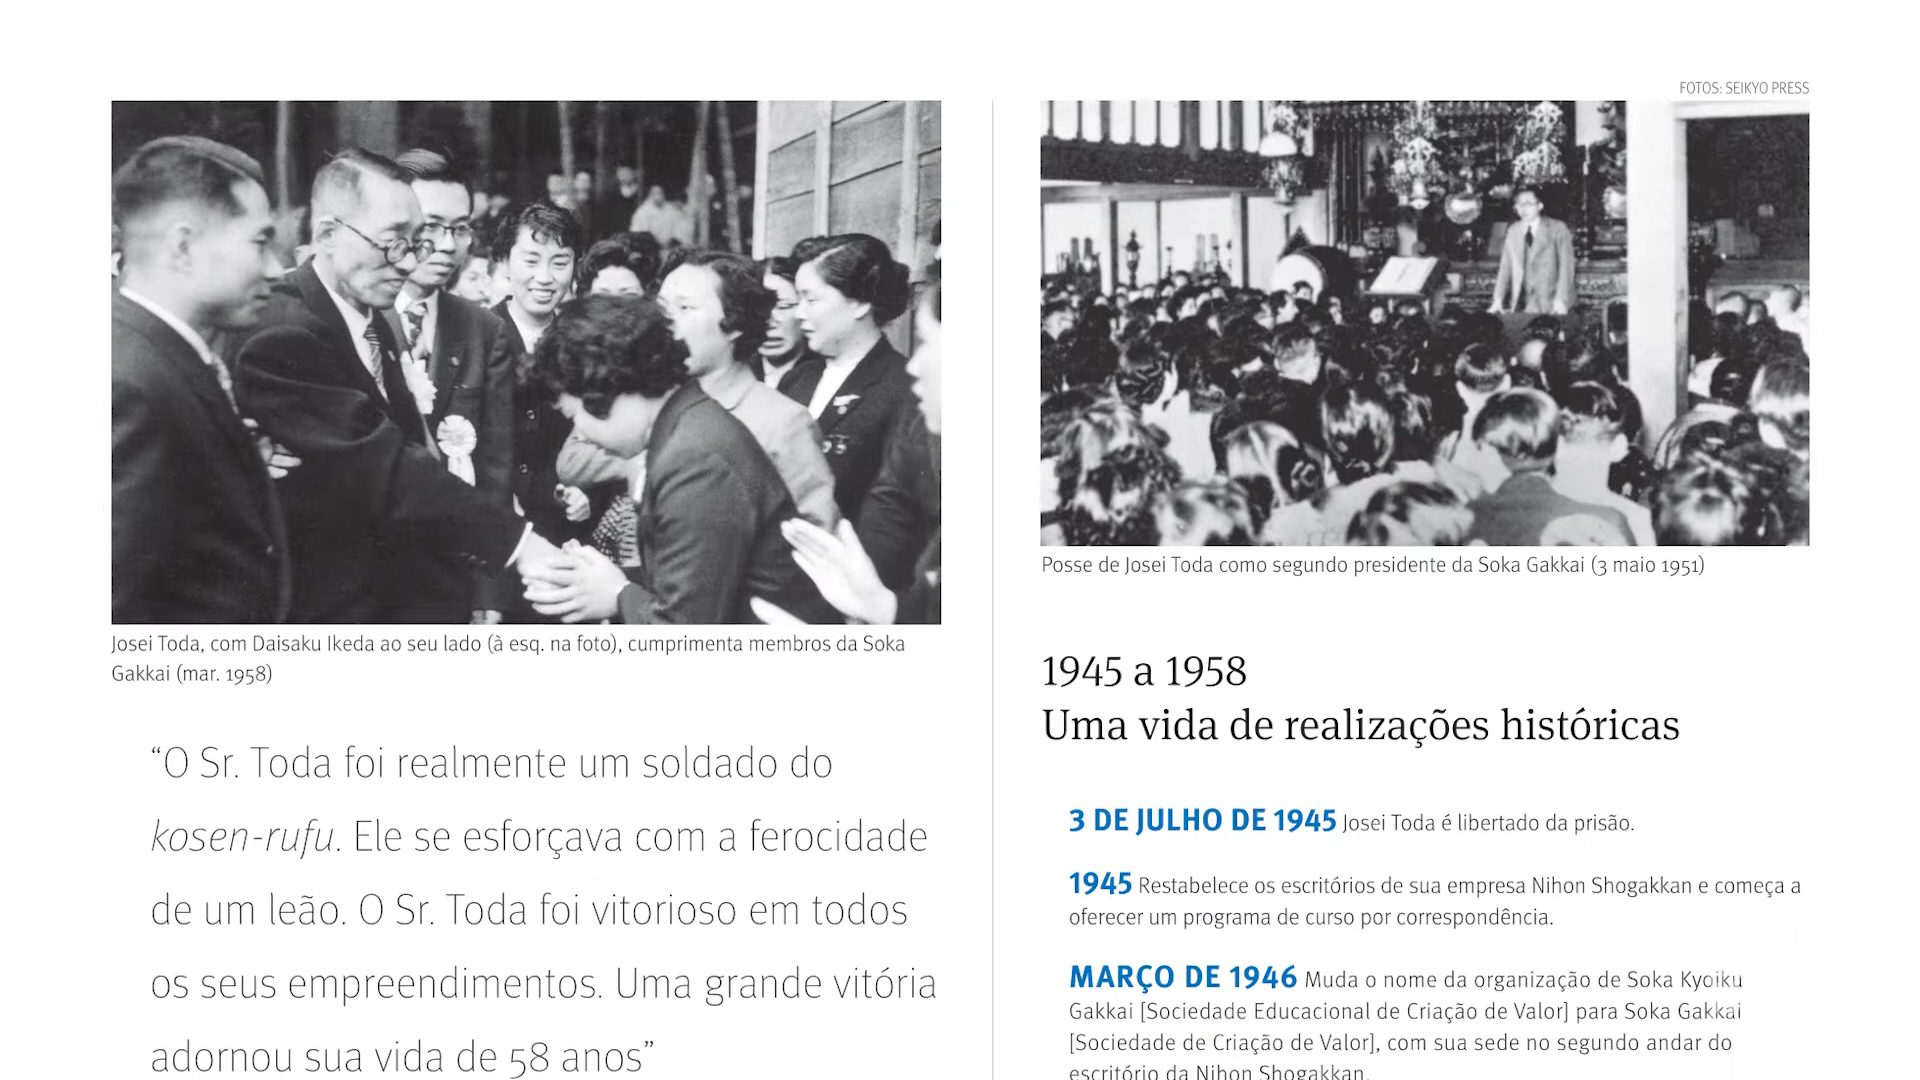 FOTOS: SEIKYO PRESS
Josei Toda, com Daisaku Ikeda ao seu lado (à esq. na foto), cumprimenta membros da Soka
Gakkai (mar. 1958)
“O Sr. Toda foi realmente um soldado do
kosen-rufu. Ele se esforçava com a ferocidade
de um leão. O Sr. Toda foi vitorioso em todos
os seus empreendimentos. Uma grande vitória
adornou sua vida de 58 anos”
Posse de Josei Toda como segundo presidente da Soka Gakkai (3 maio 1951)
1945 a 1958
Uma vida de realizações históricas
3 DE JULHO DE 1945 Josei Toda é libertado da prisão.
1945 Restabelece os escritórios de sua empresa Nihon Shogakkan e começa a
oferecer um programa de curso por correspondência.
MARÇO DE 1946 Muda o nome da organização de Soka Kyoiku
Gakkai [Sociedade Educacional de Criação de Valor] para Soka Gakkai
[Sociedade de Criação de Valor], com sua sede no segundo andar do
escritório da Nihon Shogakkan.